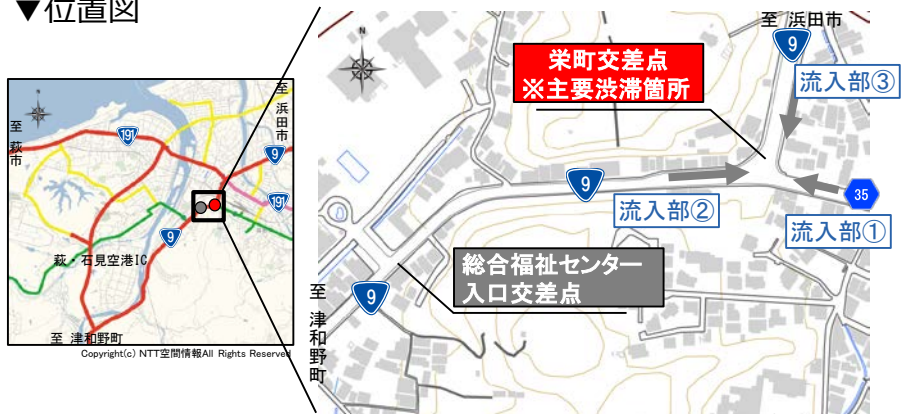 ▼位置図
N
至 萩市
191
至 浜田市
9
191
9
萩・石見空港IC
至 津和野町
Copyright(c) NTT空間情報All Rights Reserved
N
至 浜田市
9
栄町交差点
※主要渋滞箇所
流入部③
9
流入部②
35
流入部①
総合福祉センター
入口交差点
9
至 津和野町